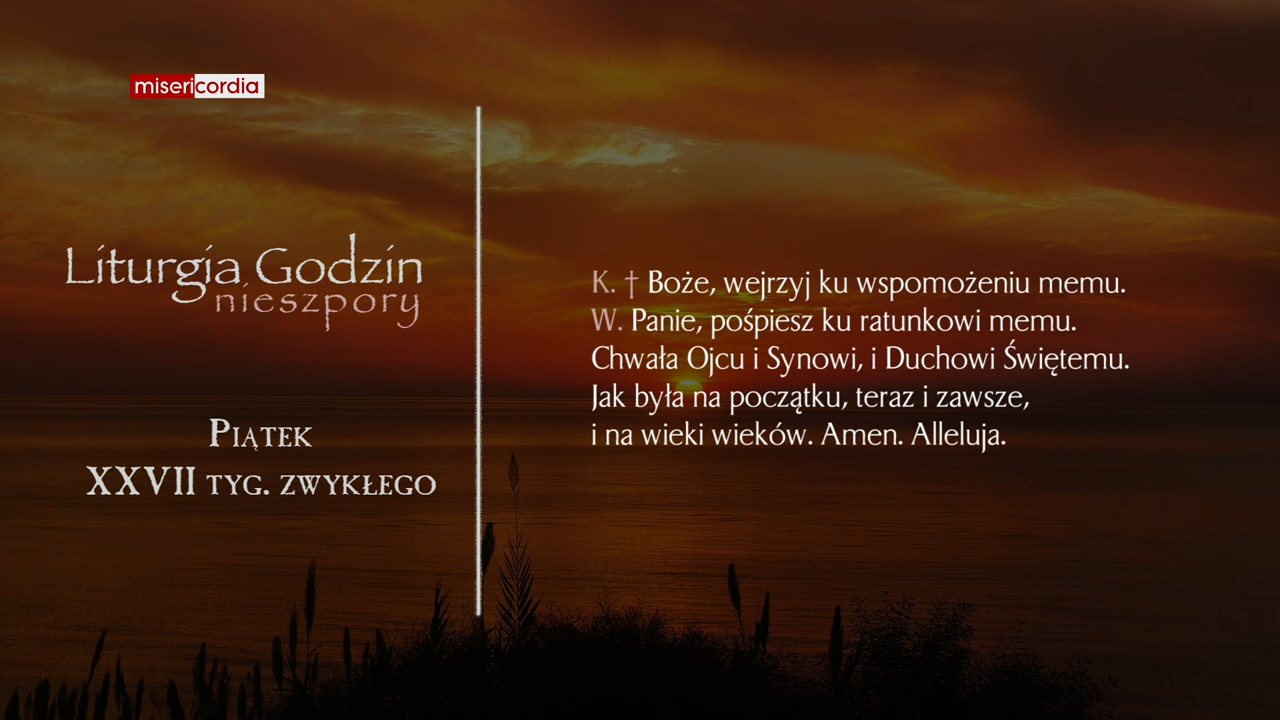 misericordia
Liturgia Godzin
nieszpory
Piątek
XXVII tyg. zwykłego
K. † Boże, wejrzyj ku wspomożeniu memu.
W. Panie, pośpiesz ku ratunkowi memu.
Chwała Ojcu i Synowi, i Duchowi Świętemu.
Jak była na początku, teraz i zawsze,
i na wieki wieków. Amen. Alleluja.